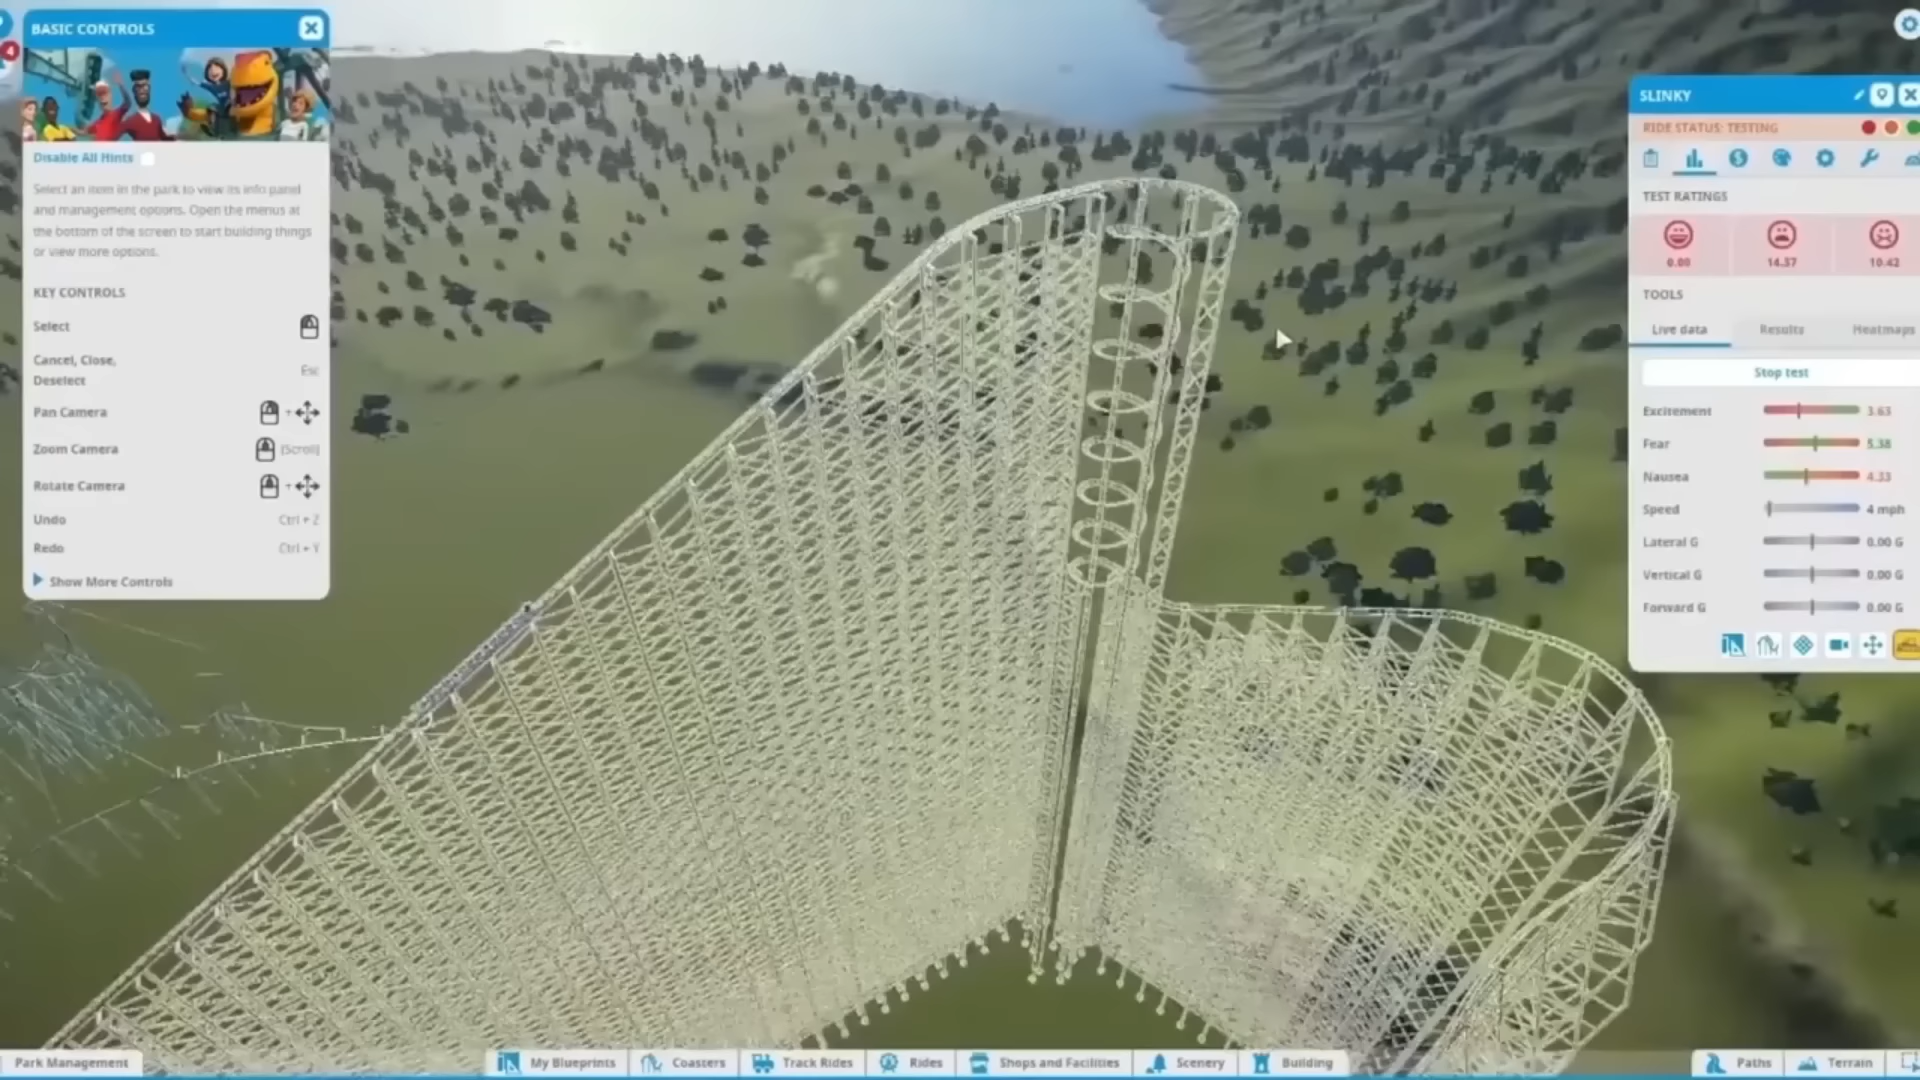 BASIC CONTROLS
4
Disable All Hints
Select an item in the park to view its info panel
and management options. Open the menus at
the bottom of the screen to start building things
or view more options.
KEY CONTROLS
Select
Cancel, Close,
Deselect
Esc
Pan Camera
+
Zoom Camera
[Scroll]
Rotate Camera
+
Undo
Ctrl + Z
Redo
Ctrl + Y
Show More Controls
SLINKY
RIDE STATUS: TESTING
TEST RATINGS
0.00
14.37
10.42
TOOLS
Live data
Results
Heatmaps
Stop test
Excitement
3.63
Fear
5.38
Nausea
4.33
Speed
4 mph
Lateral G
0.00 G
Vertical G
0.00 G
Forward G
0.00 G
Park Management
My Blueprints
Coasters
Track Rides
Rides
Shops and Facilities
Scenery
Building
Paths
Terrain